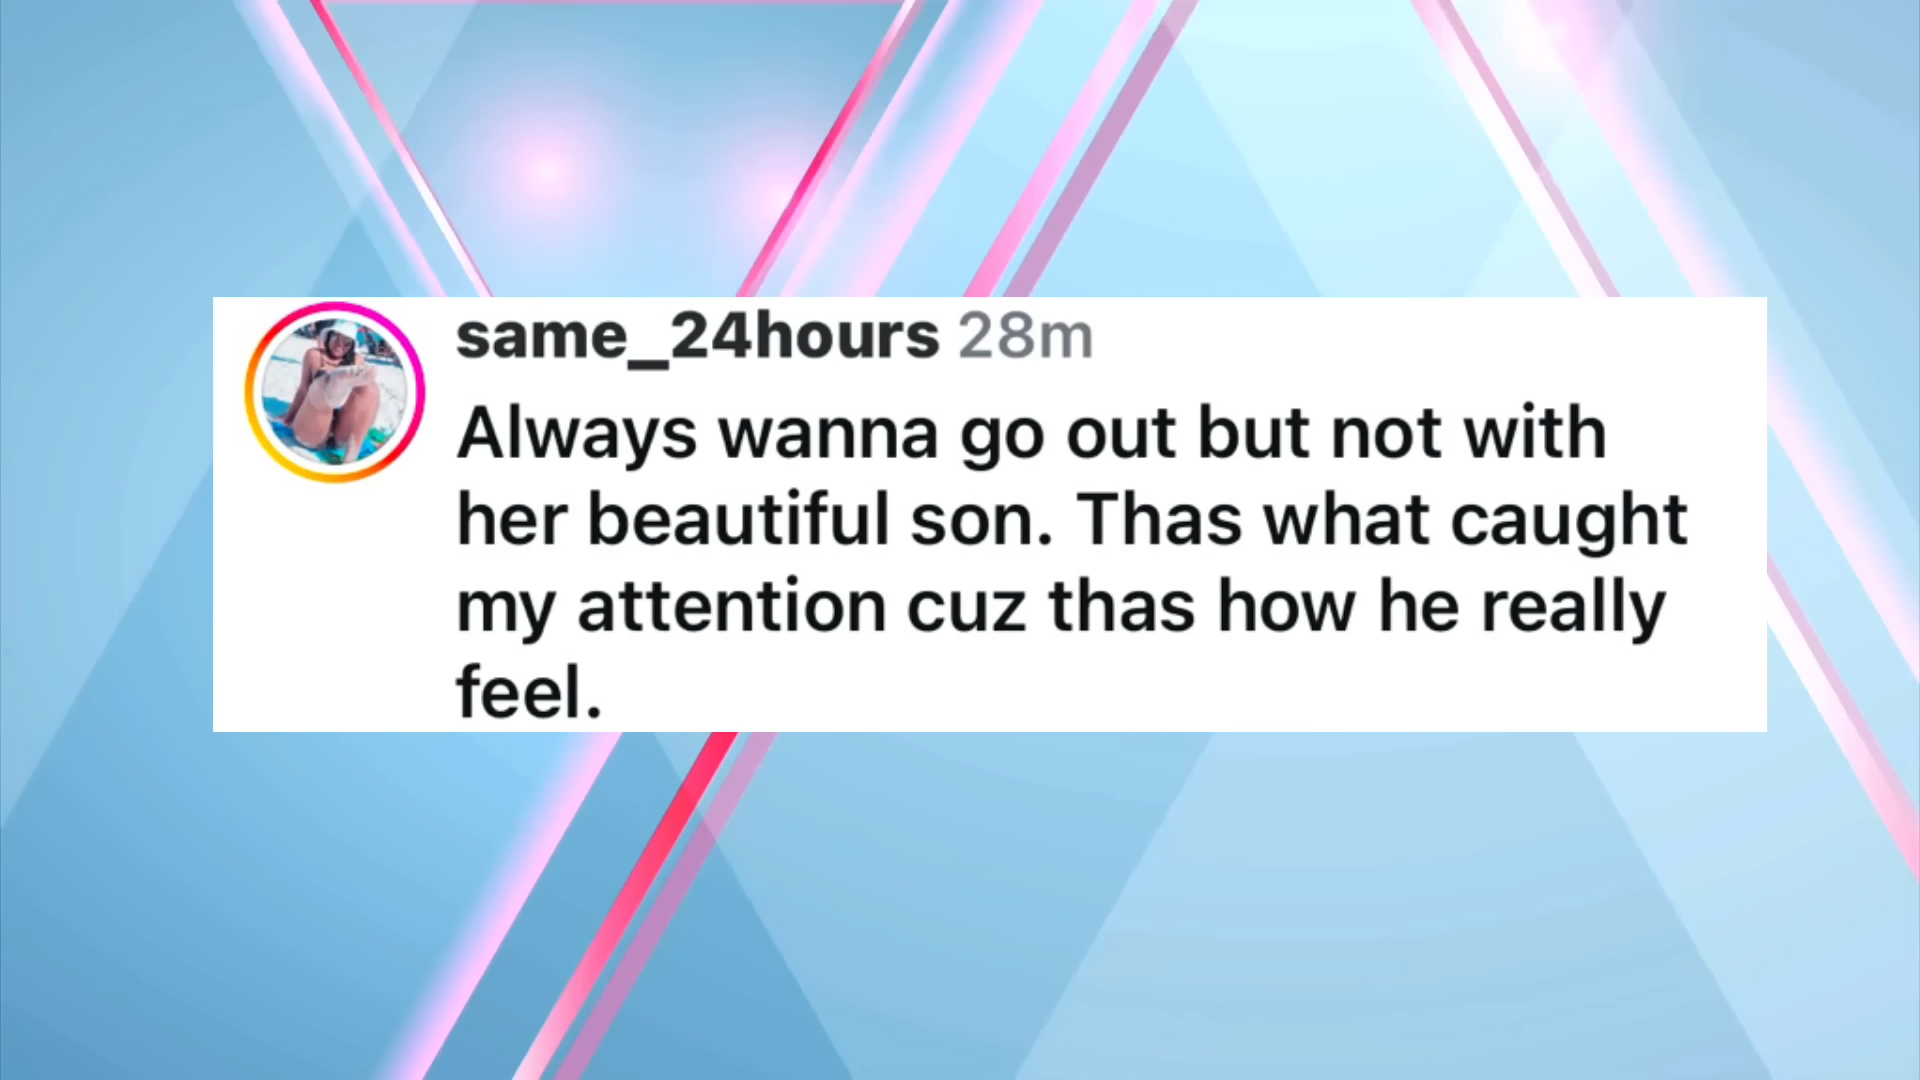 same_24hours 28m
Always wanna go out but not with
her beautiful son. Thas what caught
my attention cuz thas how he really
feel.